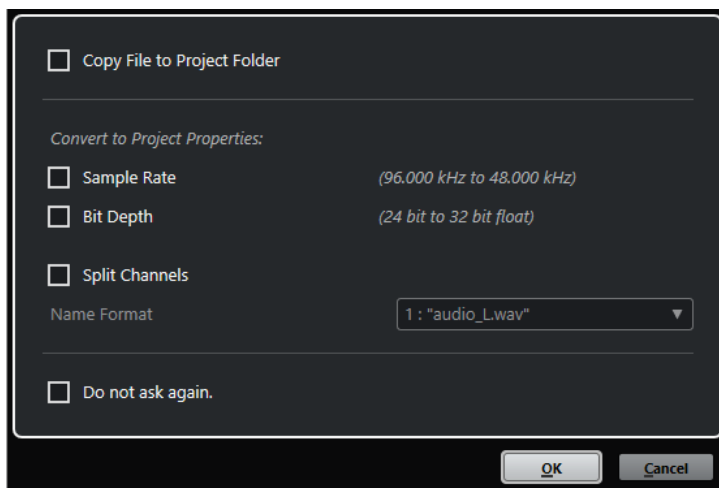 Copy File to Project Folder
Convert to Project Properties:
Sample Rate (96.000 kHz to 48.000 kHz)
Bit Depth (24 bit to 32 bit float)
Split Channels
Name Format 1 : "audio_L.wav"
Do not ask again.
OK Cancel